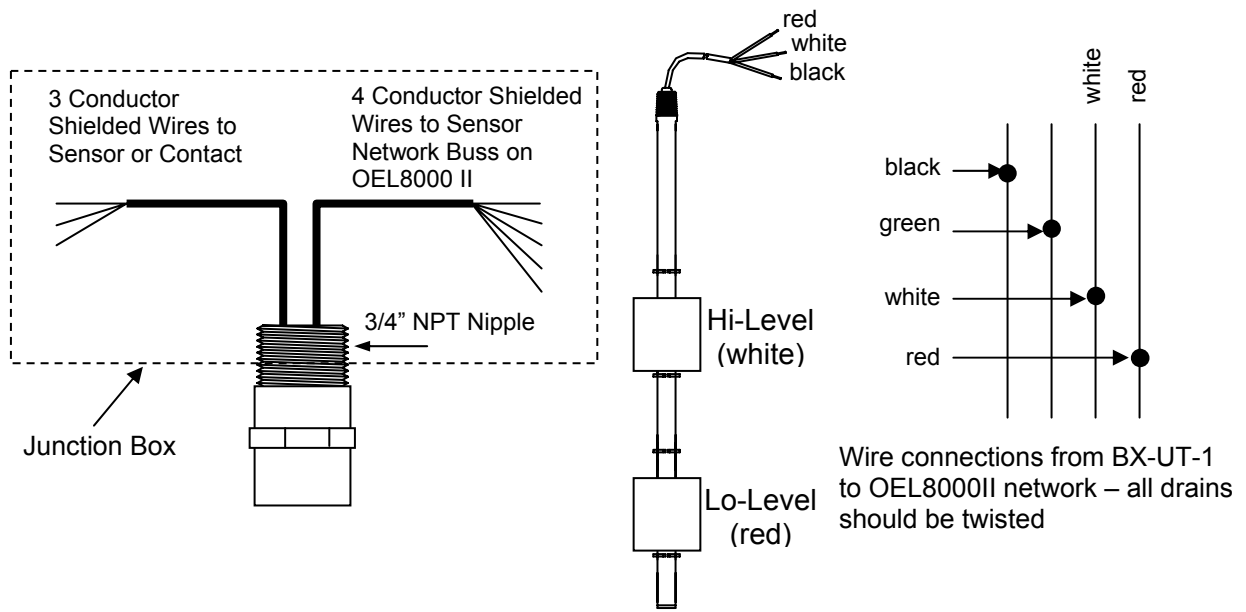 3 Conductor
Shielded Wires to
Sensor or Contact
4 Conductor Shielded
Wires to Sensor
Network Buss on
OEL8000 II
3/4” NPT Nipple
Junction Box
red
white
black
Hi-Level
(white)
Lo-Level
(red)
white
red
black
green
white
red
Wire connections from BX-UT-1
to OEL8000II network – all drains
should be twisted